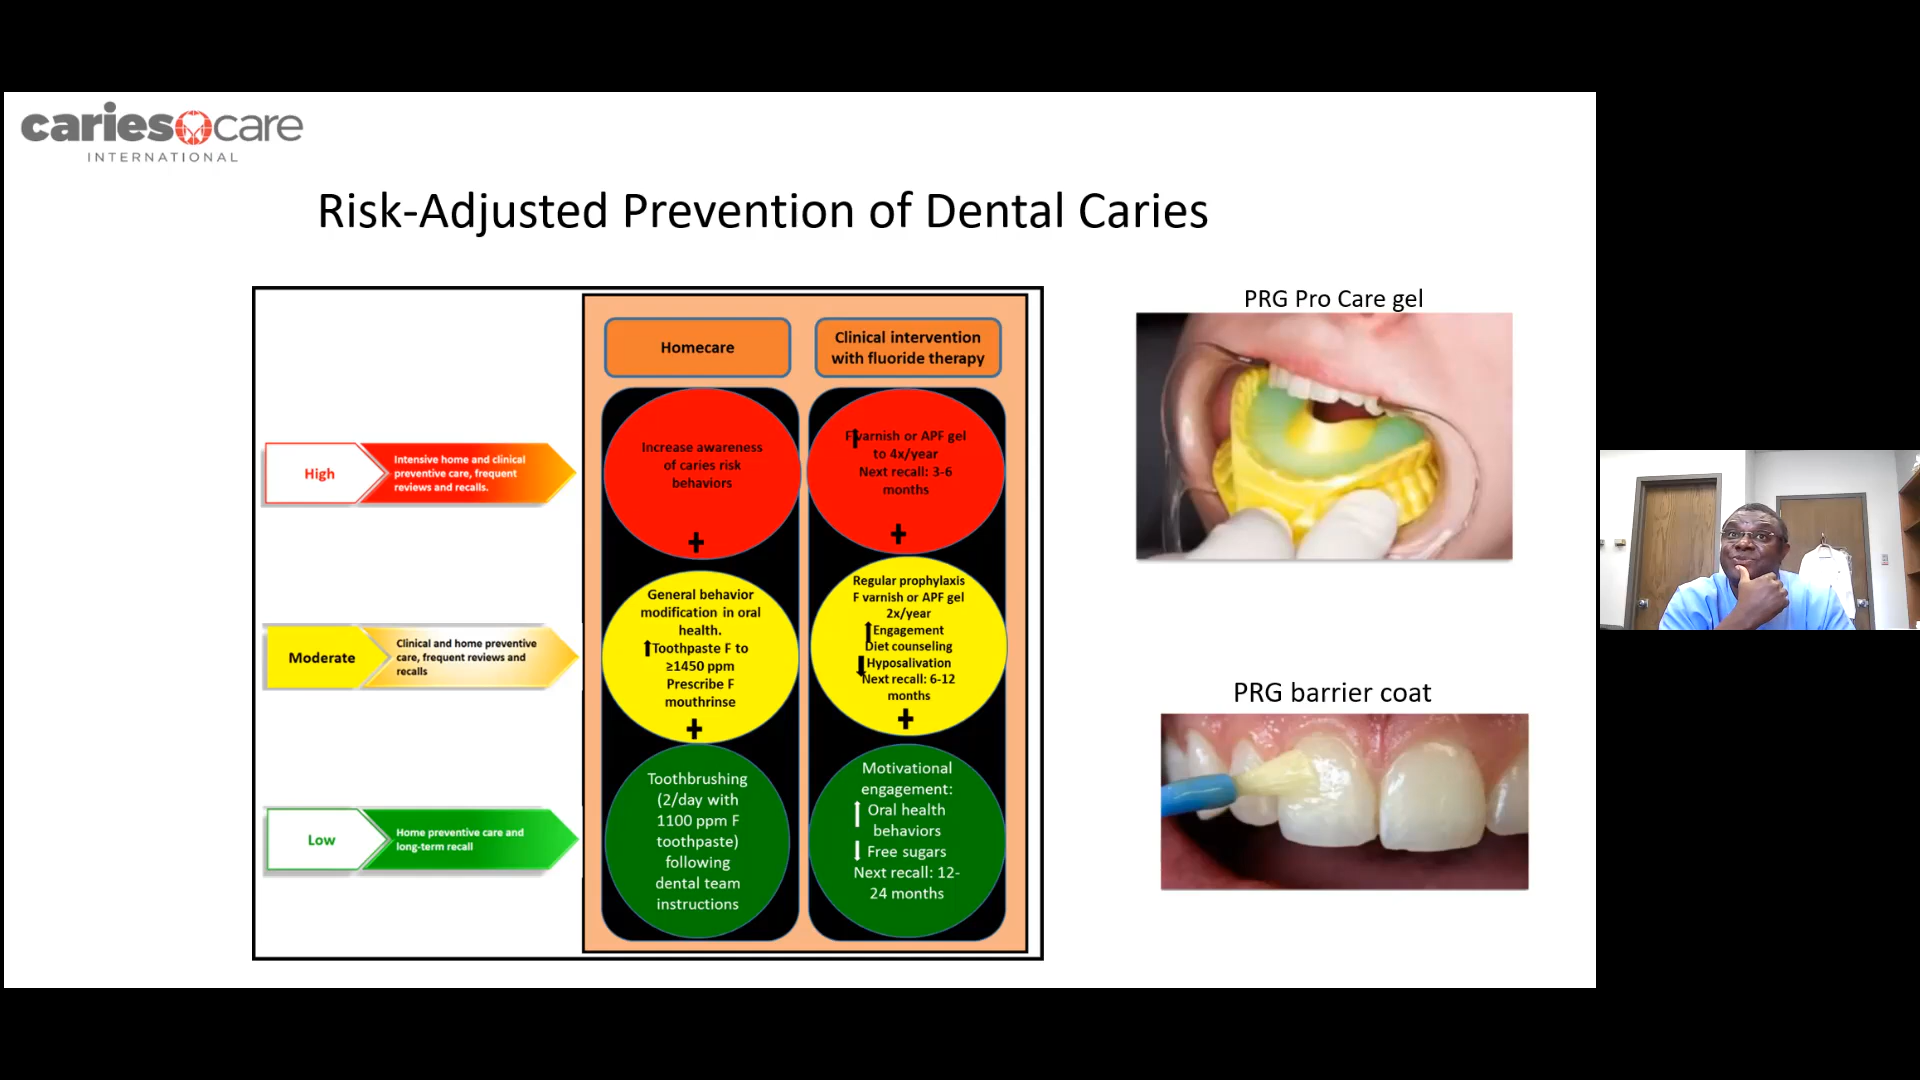 cariescare
INTERNATIONAL
Risk-Adjusted Prevention of Dental Caries
Homecare
Clinical intervention
with fluoride therapy
High
Intensive home and clinical
preventive care, frequent
reviews and recalls.
Increase awareness
of caries risk
behaviors
+
F varnish or APF gel
to 4x/year
Next recall: 3-6
months
+
Moderate
Clinical and home preventive
care, frequent reviews and
recalls
General behavior
modification in oral
health.
Toothpaste F to
≥1450 ppm
Prescribe F
mouthrinse
+
Regular prophylaxis
F varnish or APF gel
2x/year
Engagement
Diet counseling
Hyposalivation
Next recall: 6-12
months
+
Low
Home preventive care and
long-term recall
Toothbrushing
(2/day with
1100 ppm F
toothpaste)
following
dental team
instructions
Motivational
engagement:
Oral health
behaviors
Free sugars
Next recall: 12-
24 months
PRG Pro Care gel
PRG barrier coat